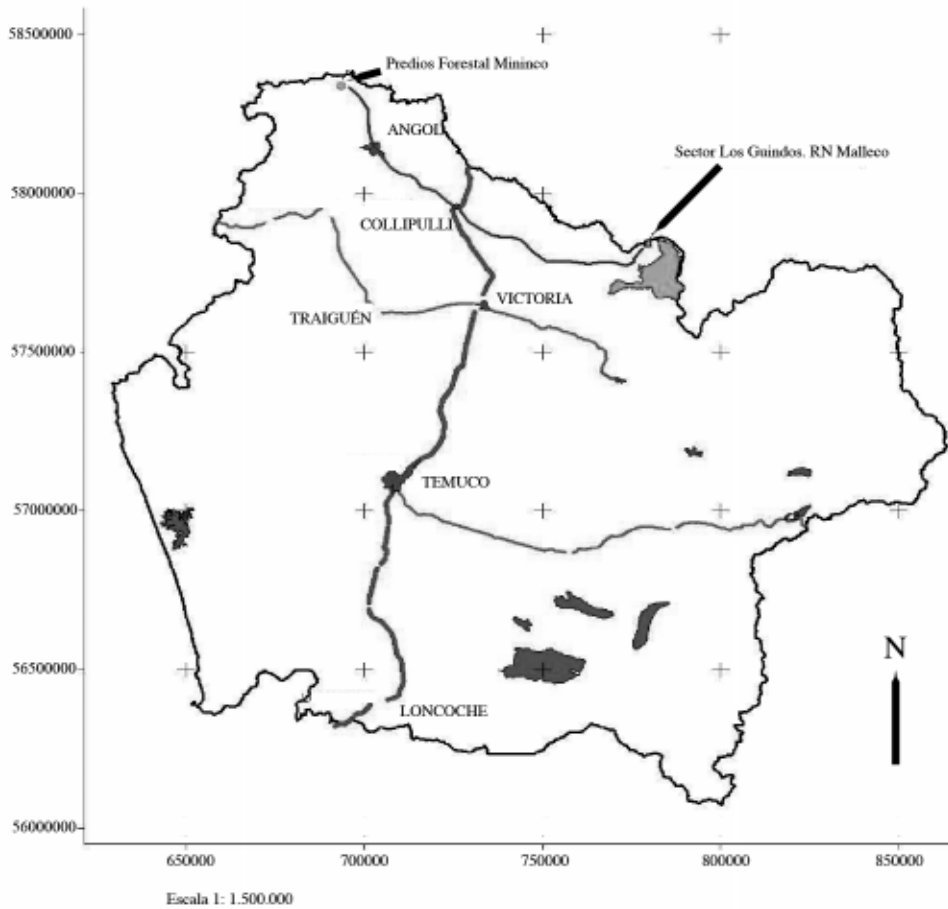 58500000
Predios Forestal Mininco
ANGOL
Sector Los Guindos. RN Malleco
58000000
COLLIPULLI
VICTORIA
TRAIGUÉN
57500000
TEMUCO
57000000
N
56500000
LONCOCHE
56000000
650000 700000 750000 800000 850000
Escala 1: 1.500.000